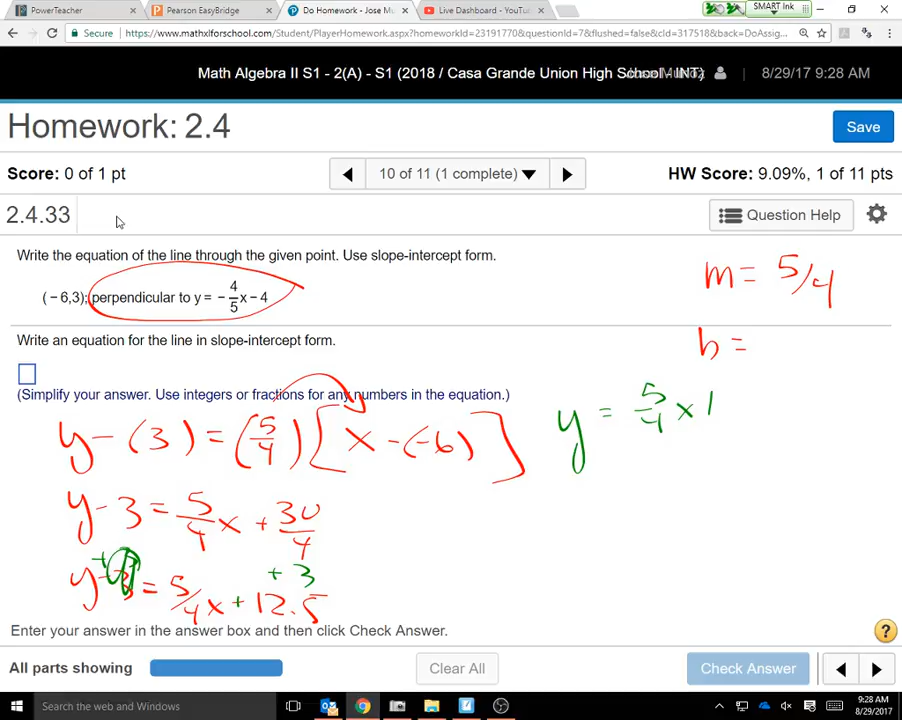 PowerTeacher
Pearson EasyBridge
Do Homework - Jose Mu
Live Dashboard - YouTu
SMART Ink
Secure
https://www.mathxlforschool.com/Student/PlayerHomework.aspx?homeworkId=23191770&questionId=7&flushed=false&cId=317518&back=DoAssig...
Math Algebra II S1 - 2(A) - S1 (2018 / Casa Grande Union High School - INT)
8/29/17 9:28 AM
Homework: 2.4
Save
Score: 0 of 1 pt
10 of 11 (1 complete)
HW Score: 9.09%, 1 of 11 pts
2.4.33
Question Help
Write the equation of the line through the given point. Use slope-intercept form.
m = 5/4
(−6,3); perpendicular to y = −4/5x − 4
Write an equation for the line in slope-intercept form.
b =
(Simplify your answer. Use integers or fractions for any numbers in the equation.)
y = 5/4 x 1
y − (3) = (5/4)[x − (−6)]
y − 3 = 5/4 x + 30/4
+ 3
y − 3 = 5/4 x + 12.5
Enter your answer in the answer box and then click Check Answer.
?
All parts showing
Clear All
Check Answer
Search the web and Windows
9:28 AM
8/29/2017